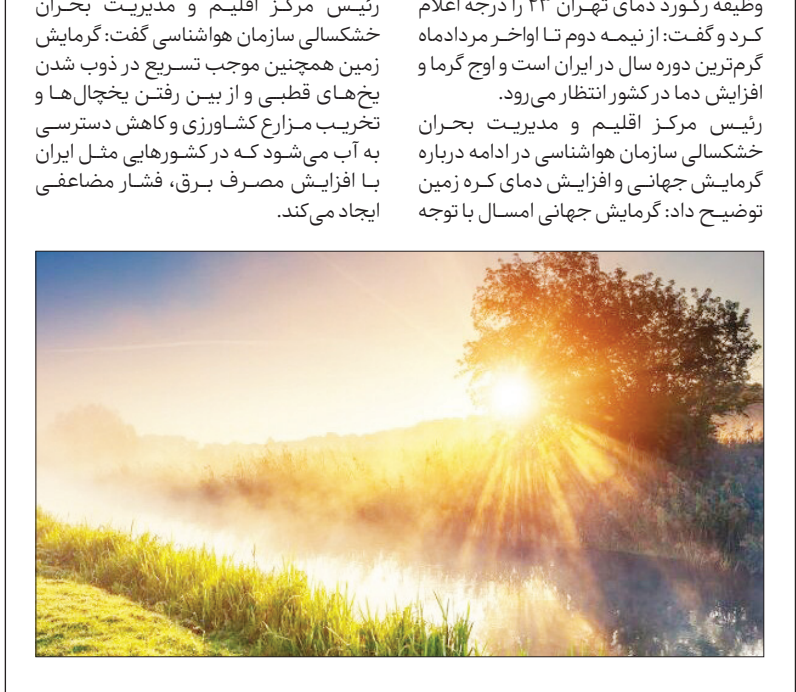 وظیفه رکورد دمای تهران ۴۳ را درجه اعلام
کرد و گفت: از نیمه دوم تا اواخر مردادماه
گرم‌ترین دوره سال در ایران است و اوج گرما و
افزایش دما در کشور انتظار می‌رود.
رئیس مرکز اقلیم و مدیریت بحران
خشکسالی سازمان هواشناسی در ادامه درباره
گرمایش جهانی و افزایش دمای کره زمین
توضیح داد: گرمایش جهانی امسال با توجه
رئیس مرکز اقلیم و مدیریت بحران
خشکسالی سازمان هواشناسی گفت: گرمایش
زمین همچنین موجب تسریع در ذوب شدن
یخ‌های قطبی و از بین رفتن یخچال‌ها و
تخریب مزارع کشاورزی و کاهش دسترسی
به آب می‌شود که در کشورهایی مثل ایران
با افزایش مصرف برق، فشار مضاعفی
ایجاد می‌کند.